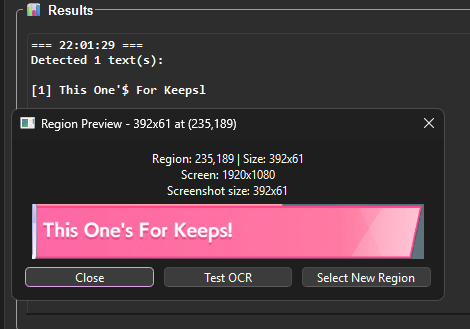 Results
=== 22:01:29 ===
Detected 1 text(s):
[1] This One'$ For Keepsl
Region Preview - 392x61 at (235,189)
Region: 235,189 | Size: 392x61
Screen: 1920x1080
Screenshot size: 392x61
This One's For Keeps!
Close Test OCR Select New Region